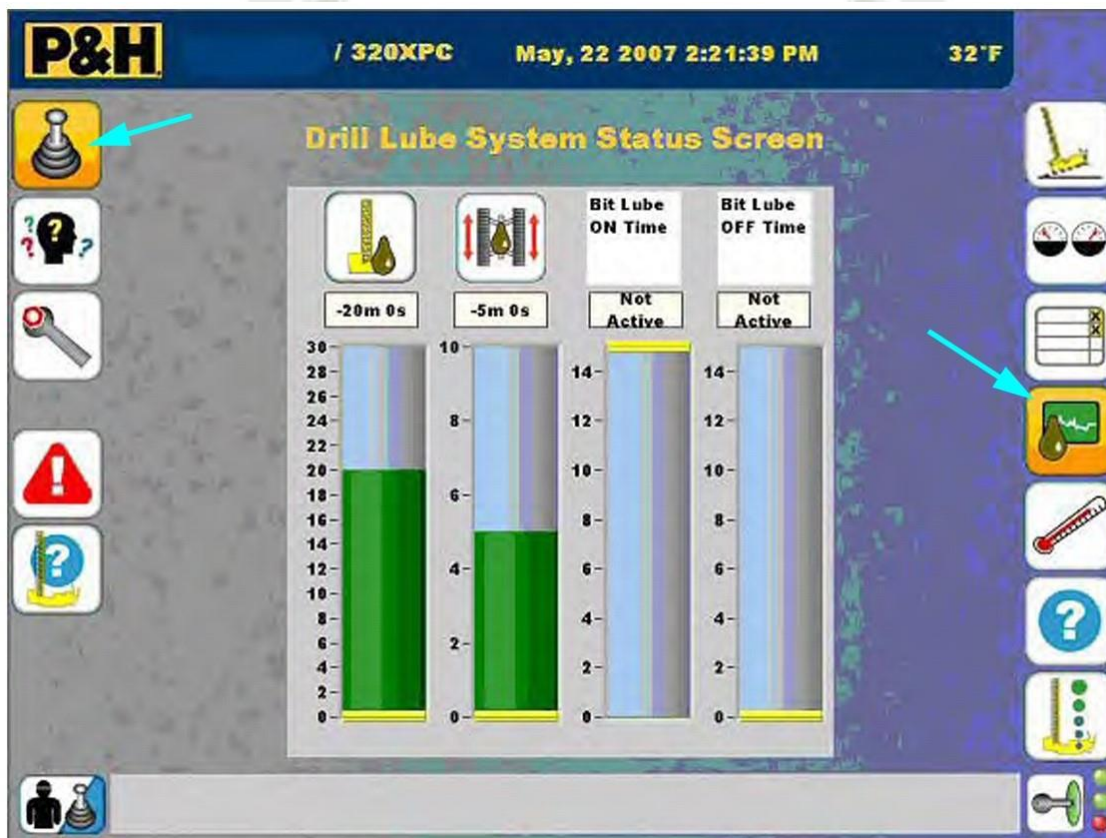 P&H
/ 320XPC
May, 22 2007 2:21:39 PM
32°F
Drill Lube System Status Screen
Bit Lube
ON Time
Bit Lube
OFF Time
-20m 0s
-5m 0s
Not
Active
Not
Active
30
28
26
24
22
20
18
16
14
12
10
8
6
4
2
0
10
8
6
4
2
0
14
12
10
8
6
4
2
0
14
12
10
8
6
4
2
0
? ? ?
!
?
X
X
?